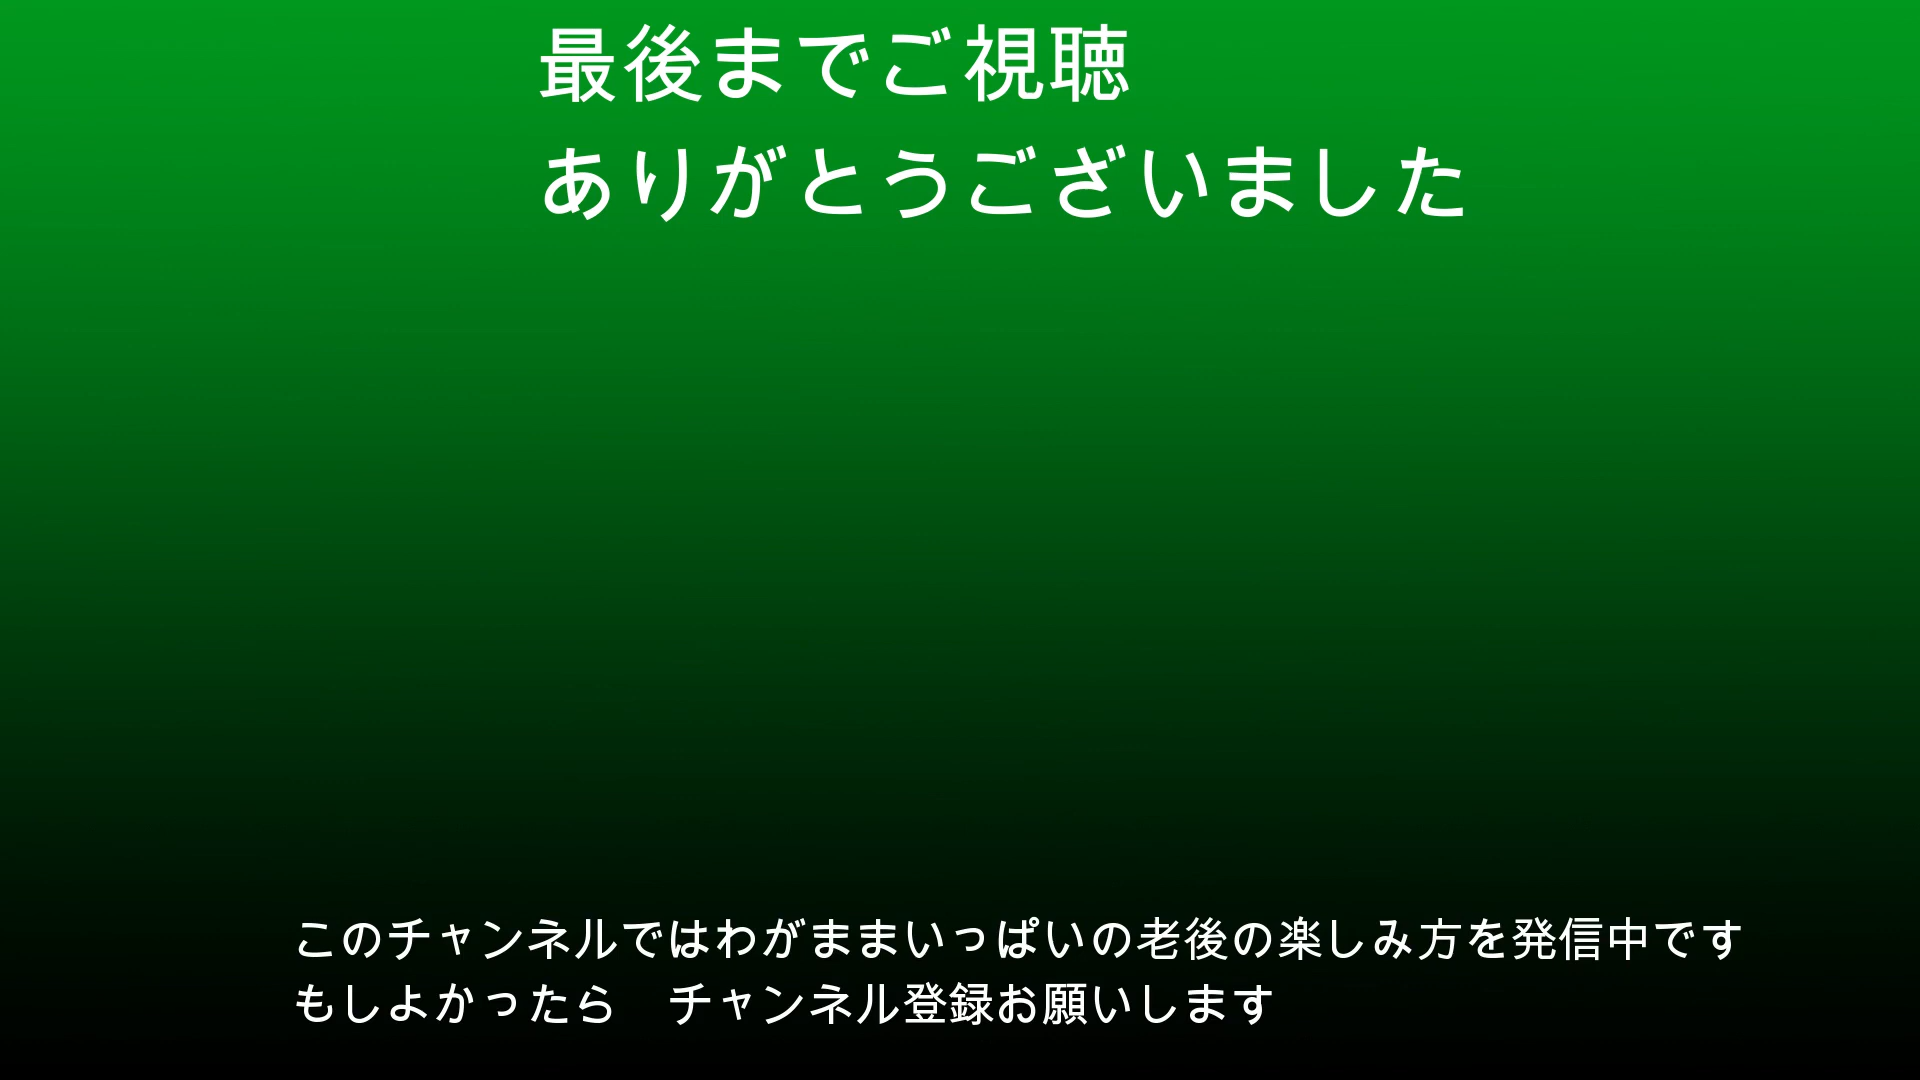 最後までご視聴
ありがとうございました
このチャンネルではわがままいっぱいの老後の楽しみ方を発信中です
もしよかったら　チャンネル登録お願いします